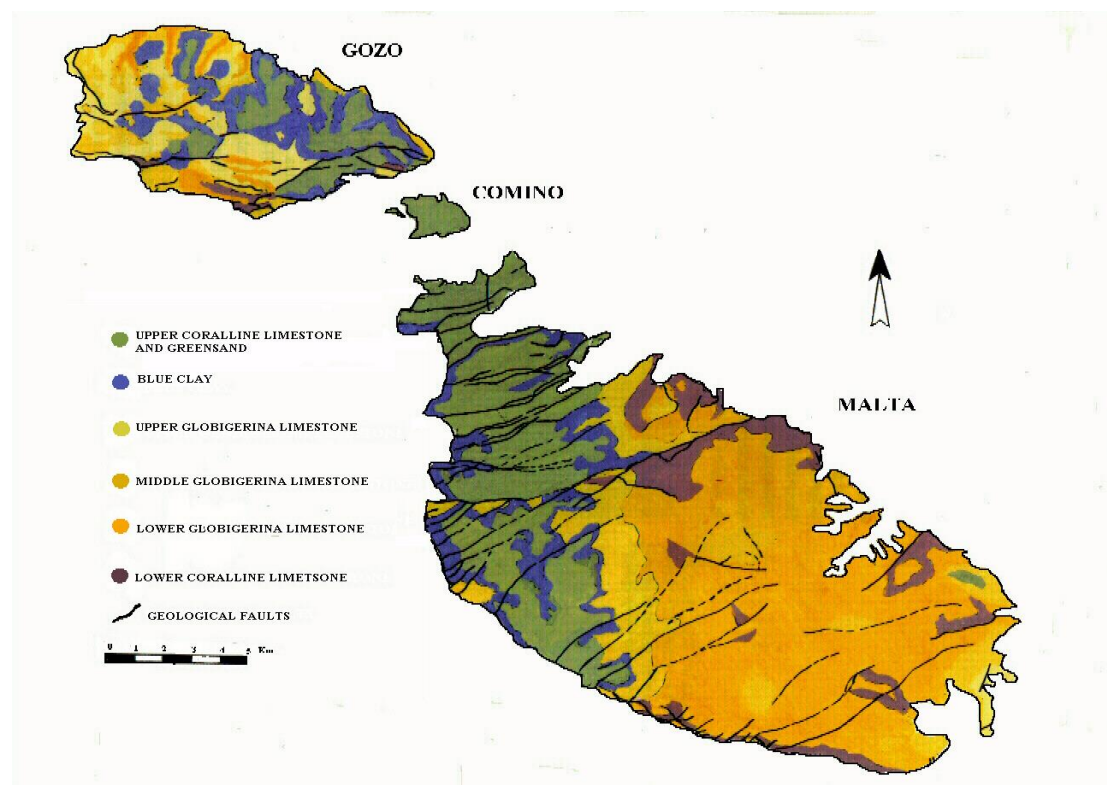 GOZO
COMINO
MALTA
UPPER CORALLINE LIMESTONE
AND GREENSAND
BLUE CLAY
UPPER GLOBIGERINA LIMESTONE
MIDDLE GLOBIGERINA LIMESTONE
LOWER GLOBIGERINA LIMESTONE
LOWER CORALLINE LIMETSONE
GEOLOGICAL FAULTS
0 1 2 3 4 5 Km